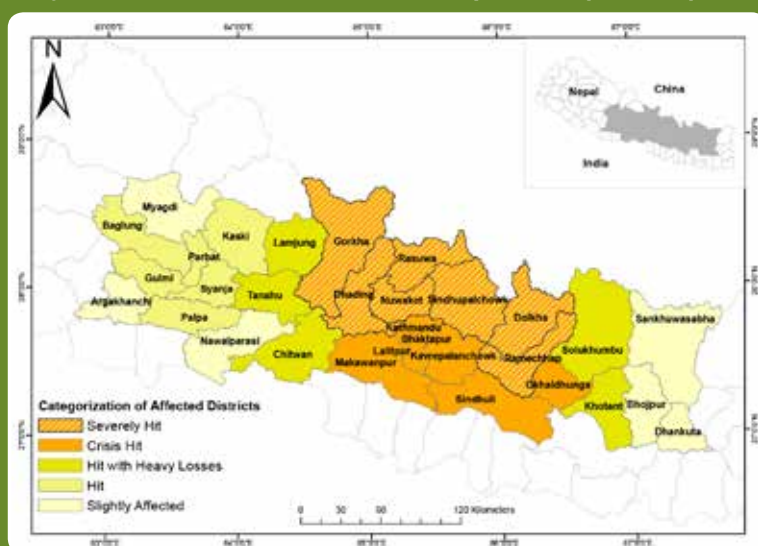 N
China
Nepal
India
Myagdi
Baglung
Kaski
Lamjung
Gorkha
Parbat
Rasuwa
Gulmi
Syanja
Tanahu
Dhading
Nuwakot
Sindhupalchowk
Dolkha
Sankhuwasabha
Argakhanchi
Palpa
Nawalparasi
Chitwan
Kathmandu
Bhaktapur
Lalitpur
Kavrepalanchowk
Ramechhap
Solukhumbu
Makawanpur
Okhaldhunga
Sindhuli
Khotant
Bhojpur
Dhankuta
Categorization of Affected Districts
Severely Hit
Crisis Hit
Hit with Heavy Losses
Hit
Slightly Affected
0 30 60 120 Kilometers